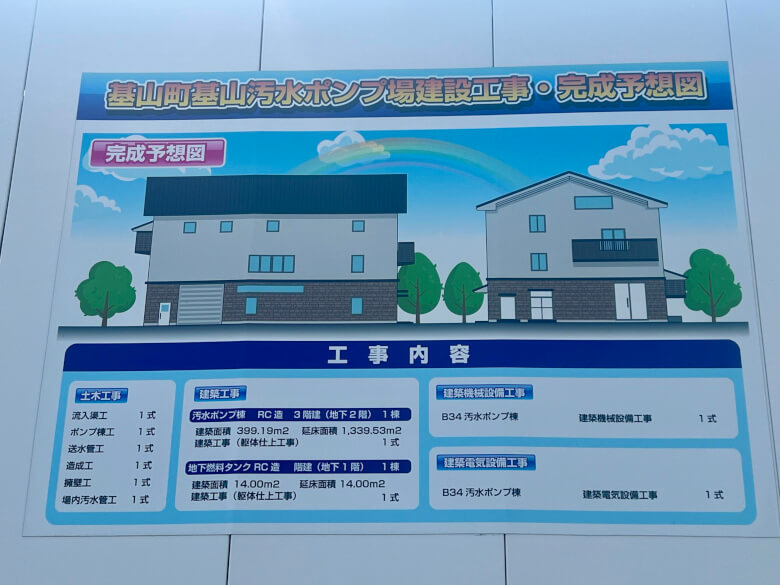 基山町基山汚水ポンプ場建設工事・完成予想図
完成予想図
工事内容
土木工事
流入渠工 1式
ポンプ棟工 1式
送水管工 1式
造成工 1式
擁壁工 1式
場内汚水管工 1式
建築工事
汚水ポンプ棟 RC造 3階建(地下2階) 1棟
建築面積 399.19m2 延床面積 1,339.53m2
建築工事(躯体仕上工事) 1式
地下燃料タンクRC造 階建(地下1階) 1棟
建築面積 14.00m2 延床面積 14.00m2
建築工事(躯体仕上工事) 1式
建築機械設備工事
B34汚水ポンプ棟 建築機械設備工事 1式
建築電気設備工事
B34汚水ポンプ棟 建築電気設備工事 1式